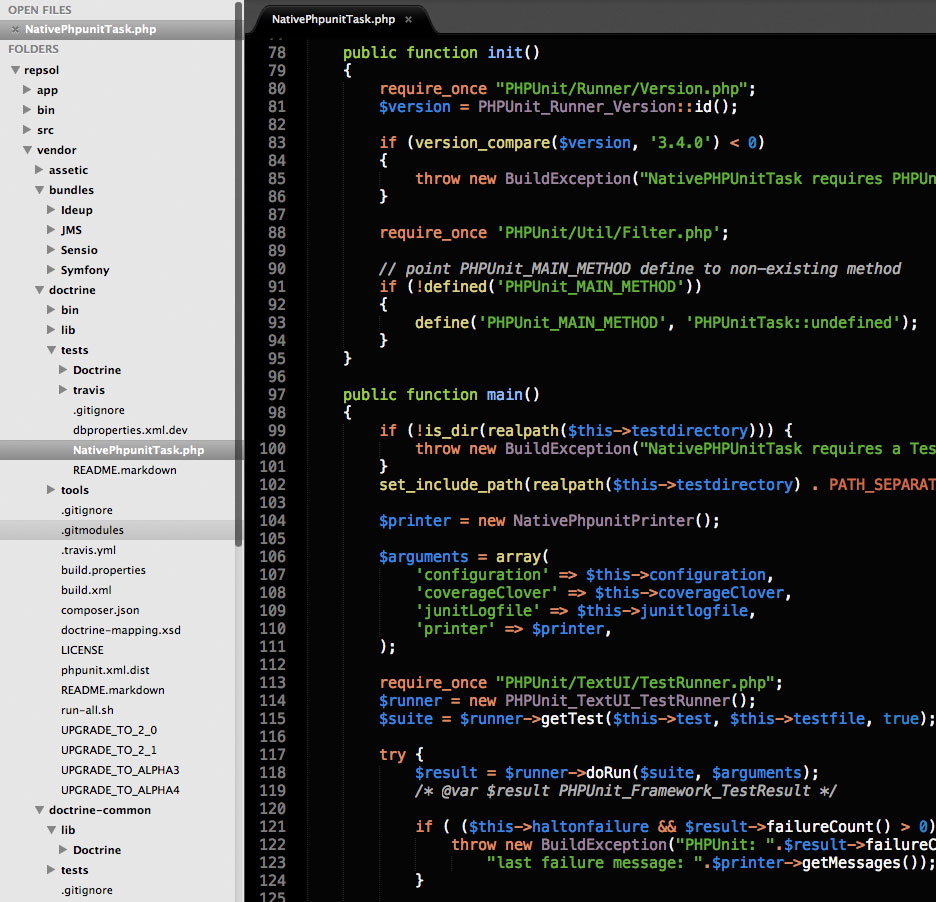 OPEN FILES
× NativePhpunitTask.php
FOLDERS
repsol
app
bin
src
vendor
assetic
bundles
Ideup
JMS
Sensio
Symfony
doctrine
bin
lib
tests
Doctrine
travis
.gitignore
dbproperties.xml.dev
NativePhpunitTask.php
README.markdown
tools
.gitignore
.gitmodules
.travis.yml
build.properties
build.xml
composer.json
doctrine-mapping.xsd
LICENSE
phpunit.xml.dist
README.markdown
run-all.sh
UPGRADE_TO_2_0
UPGRADE_TO_2_1
UPGRADE_TO_ALPHA3
UPGRADE_TO_ALPHA4
doctrine-common
lib
Doctrine
tests
.gitignore
NativePhpunitTask.php ×
78 public function init()
79 {
80 require_once "PHPUnit/Runner/Version.php";
81 $version = PHPUnit_Runner_Version::id();
82
83 if (version_compare($version, '3.4.0') < 0)
84 {
85 throw new BuildException("NativePHPUnitTask requires PHPUn
86 }
87
88 require_once 'PHPUnit/Util/Filter.php';
89
90 // point PHPUnit_MAIN_METHOD define to non-existing method
91 if (!defined('PHPUnit_MAIN_METHOD'))
92 {
93 define('PHPUnit_MAIN_METHOD', 'PHPUnitTask::undefined');
94 }
95 }
96
97 public function main()
98 {
99 if (!is_dir(realpath($this->testdirectory))) {
100 throw new BuildException("NativePHPUnitTask requires a Tes
101 }
102 set_include_path(realpath($this->testdirectory) . PATH_SEPARAT
103
104 $printer = new NativePhpunitPrinter();
105
106 $arguments = array(
107 'configuration' => $this->configuration,
108 'coverageClover' => $this->coverageClover,
109 'junitLogfile' => $this->junitlogfile,
110 'printer' => $printer,
111 );
112
113 require_once "PHPUnit/TextUI/TestRunner.php";
114 $runner = new PHPUnit_TextUI_TestRunner();
115 $suite = $runner->getTest($this->test, $this->testfile, true);
116
117 try {
118 $result = $runner->doRun($suite, $arguments);
119 /* @var $result PHPUnit_Framework_TestResult */
120
121 if ( ($this->haltonfailure && $result->failureCount() > 0)
122 throw new BuildException("PHPUnit: ".$result->failureC
123 "last failure message: ".$printer->getMessages());
124 }
125